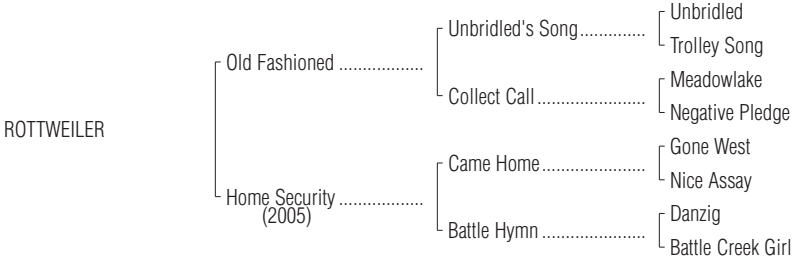 Unbridled
Unbridled's Song..............
Trolley Song
Old Fashioned ..................
Meadowlake
Collect Call.......................
Negative Pledge
ROTTWEILER
Gone West
Came Home......................
Nice Assay
Home Security ..................
(2005)
Danzig
Battle Hymn ......................
Battle Creek Girl